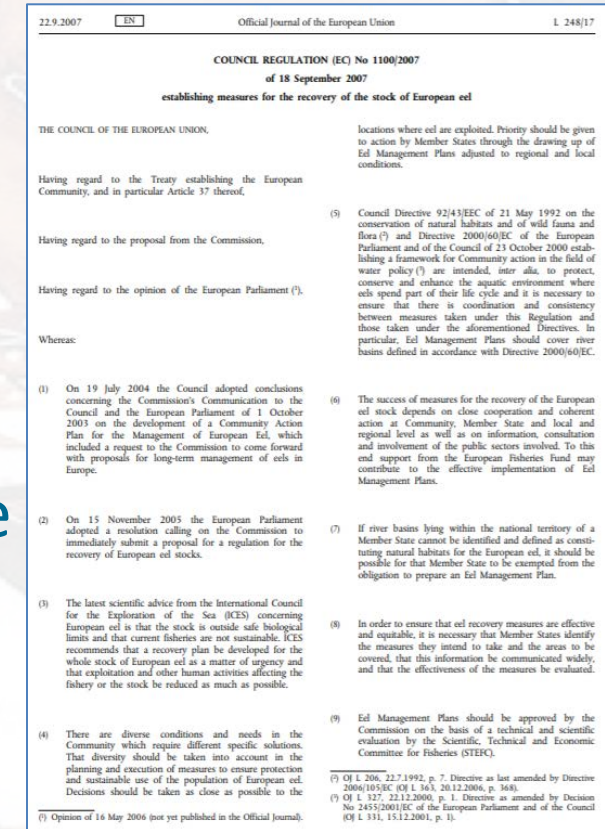 22.9.2007
EN
Official Journal of the European Union
L 248/17
COUNCIL REGULATION (EC) No 1100/2007
of 18 September 2007
establishing measures for the recovery of the stock of European eel
THE COUNCIL OF THE EUROPEAN UNION,
Having regard to the Treaty establishing the European
Community, and in particular Article 37 thereof,
Having regard to the proposal from the Commission,
Having regard to the opinion of the European Parliament (¹),
Whereas:
(1) On 19 July 2004 the Council adopted conclusions
concerning the Commission's Communication to the
Council and the European Parliament of 1 October
2003 on the development of a Community Action
Plan for the Management of European Eel, which
included a request to the Commission to come forward
with proposals for long-term management of eels in
Europe.
(2) On 15 November 2005 the European Parliament
adopted a resolution calling on the Commission to
immediately submit a proposal for a regulation for the
recovery of European eel stocks.
(3) The latest scientific advice from the International Council
for the Exploration of the Sea (ICES) concerning
European eel is that the stock is outside safe biological
limits and that current fisheries are not sustainable. ICES
recommends that a recovery plan be developed for the
whole stock of European eel as a matter of urgency and
that exploitation and other human activities affecting the
fishery or the stock be reduced as much as possible.
(4) There are diverse conditions and needs in the
Community which require different specific solutions.
That diversity should be taken into account in the
planning and execution of measures to ensure protection
and sustainable use of the population of European eel.
Decisions should be taken as close as possible to the
(¹) Opinion of 16 May 2006 (not yet published in the Official Journal).
locations where eel are exploited. Priority should be given
to action by Member States through the drawing up of
Eel Management Plans adjusted to regional and local
conditions.
(5) Council Directive 92/43/EEC of 21 May 1992 on the
conservation of natural habitats and of wild fauna and
flora (²) and Directive 2000/60/EC of the European
Parliament and of the Council of 23 October 2000 estab-
lishing a framework for Community action in the field of
water policy (³) are intended, inter alia, to protect,
conserve and enhance the aquatic environment where
eels spend part of their life cycle and it is necessary to
ensure that there is coordination and consistency
between measures taken under this Regulation and
those taken under the aforementioned Directives. In
particular, Eel Management Plans should cover river
basins defined in accordance with Directive 2000/60/EC.
(6) The success of measures for the recovery of the European
eel stock depends on close cooperation and coherent
action at Community, Member State and local and
regional level as well as on information, consultation
and involvement of the public sectors involved. To this
end support from the European Fisheries Fund may
contribute to the effective implementation of Eel
Management Plans.
(7) If river basins lying within the national territory of a
Member State cannot be identified and defined as consti-
tuting natural habitats for the European eel, it should be
possible for that Member State to be exempted from the
obligation to prepare an Eel Management Plan.
(8) In order to ensure that eel recovery measures are effective
and equitable, it is necessary that Member States identify
the measures they intend to take and the areas to be
covered, that this information be communicated widely,
and that the effectiveness of the measures be evaluated.
(9) Eel Management Plans should be approved by the
Commission on the basis of a technical and scientific
evaluation by the Scientific, Technical and Economic
Committee for Fisheries (STEFC).
(²) OJ L 206, 22.7.1992, p. 7. Directive as last amended by Directive
2006/105/EC (OJ L 363, 20.12.2006, p. 368).
(³) OJ L 327, 22.12.2000, p. 1. Directive as amended by Decision
No 2455/2001/EC of the European Parliament and of the Council
(OJ L 331, 15.12.2001, p. 1).
e